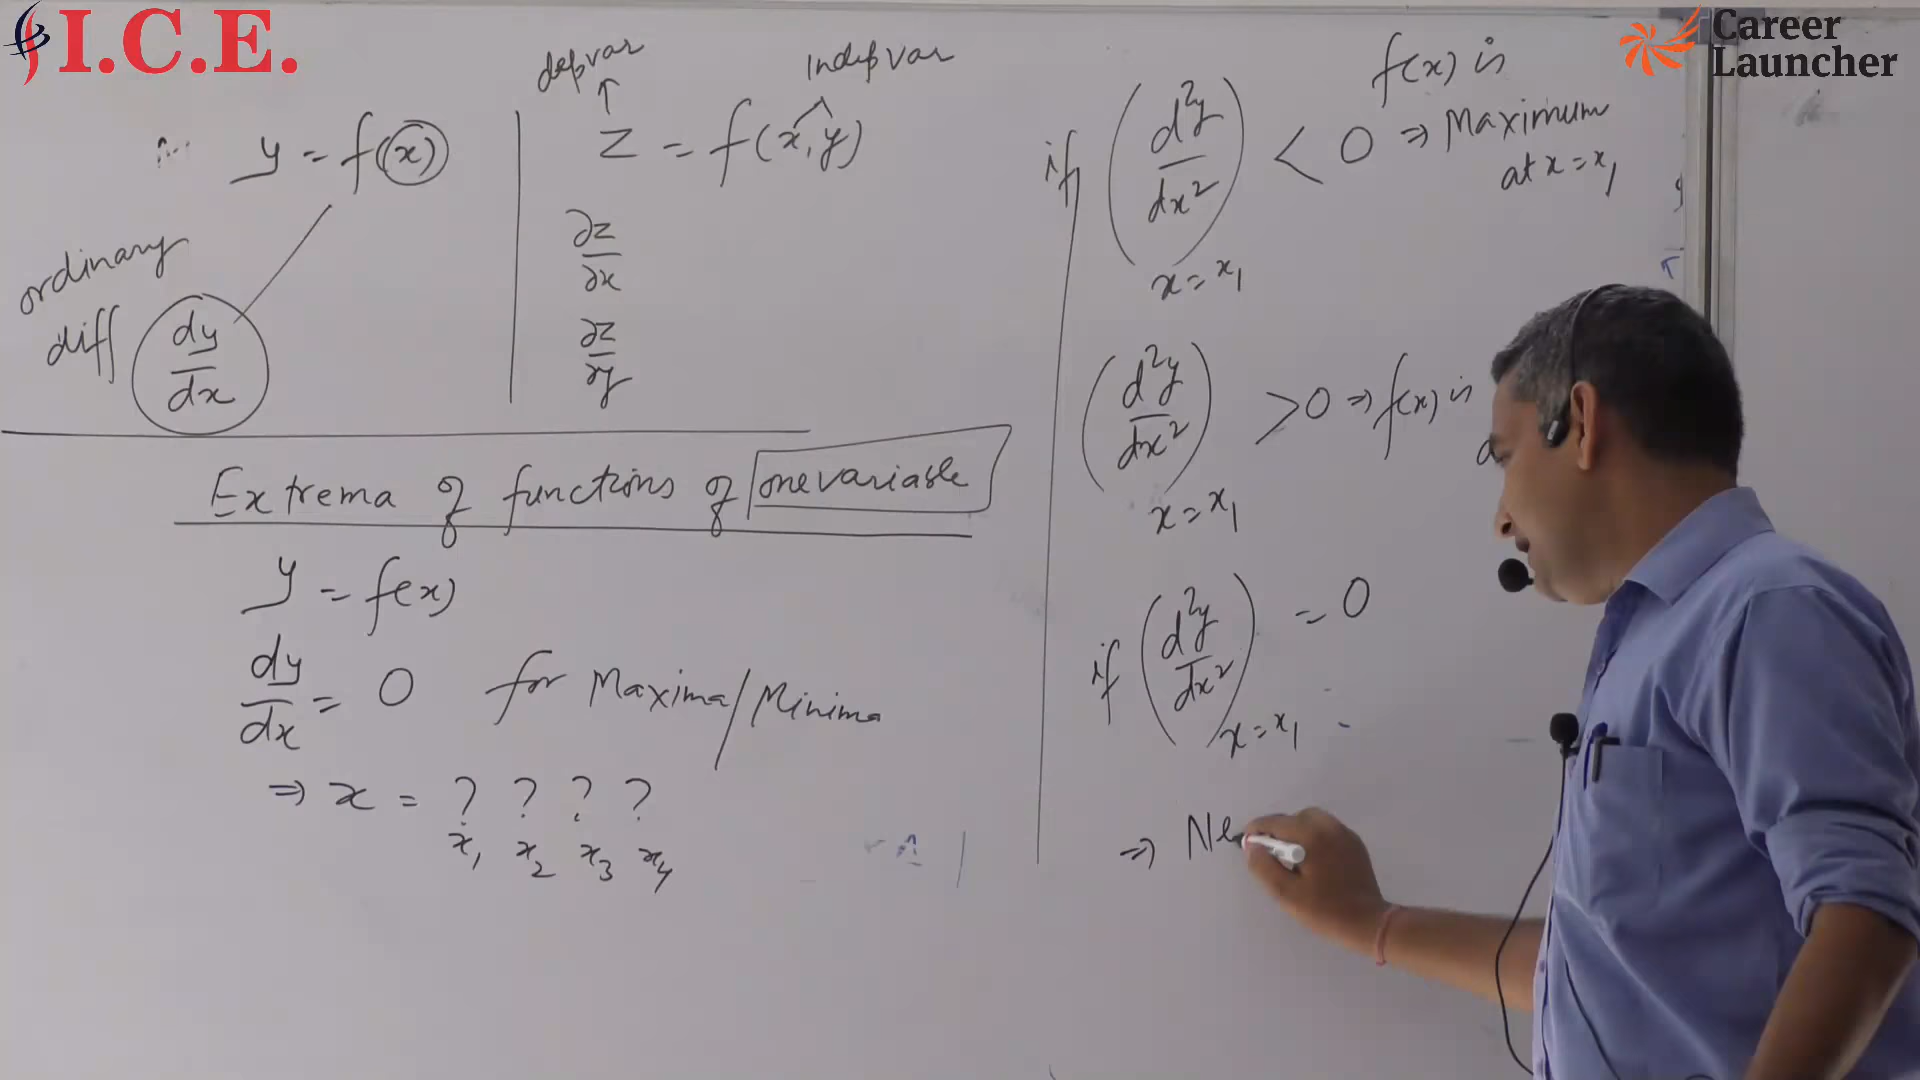 I.C.E.
Career
Launcher
y = f(x)
ordinary
diff dy/dx
dep var
indep var
z = f(x, y)
∂z/∂x
∂z/∂y
Extrema of functions of one variable
y = f(x)
dy/dx = 0 for Maxima/Minima
⇒ x = ? ? ? ?
x₁ x₂ x₃ x₄
f(x) is
if (d²y/dx²) < 0 ⇒ Maximum
at x = x₁
x = x₁
(d²y/dx²) > 0 ⇒ f(x) is
x = x₁
if (d²y/dx²) = 0
x = x₁
⇒ Ne